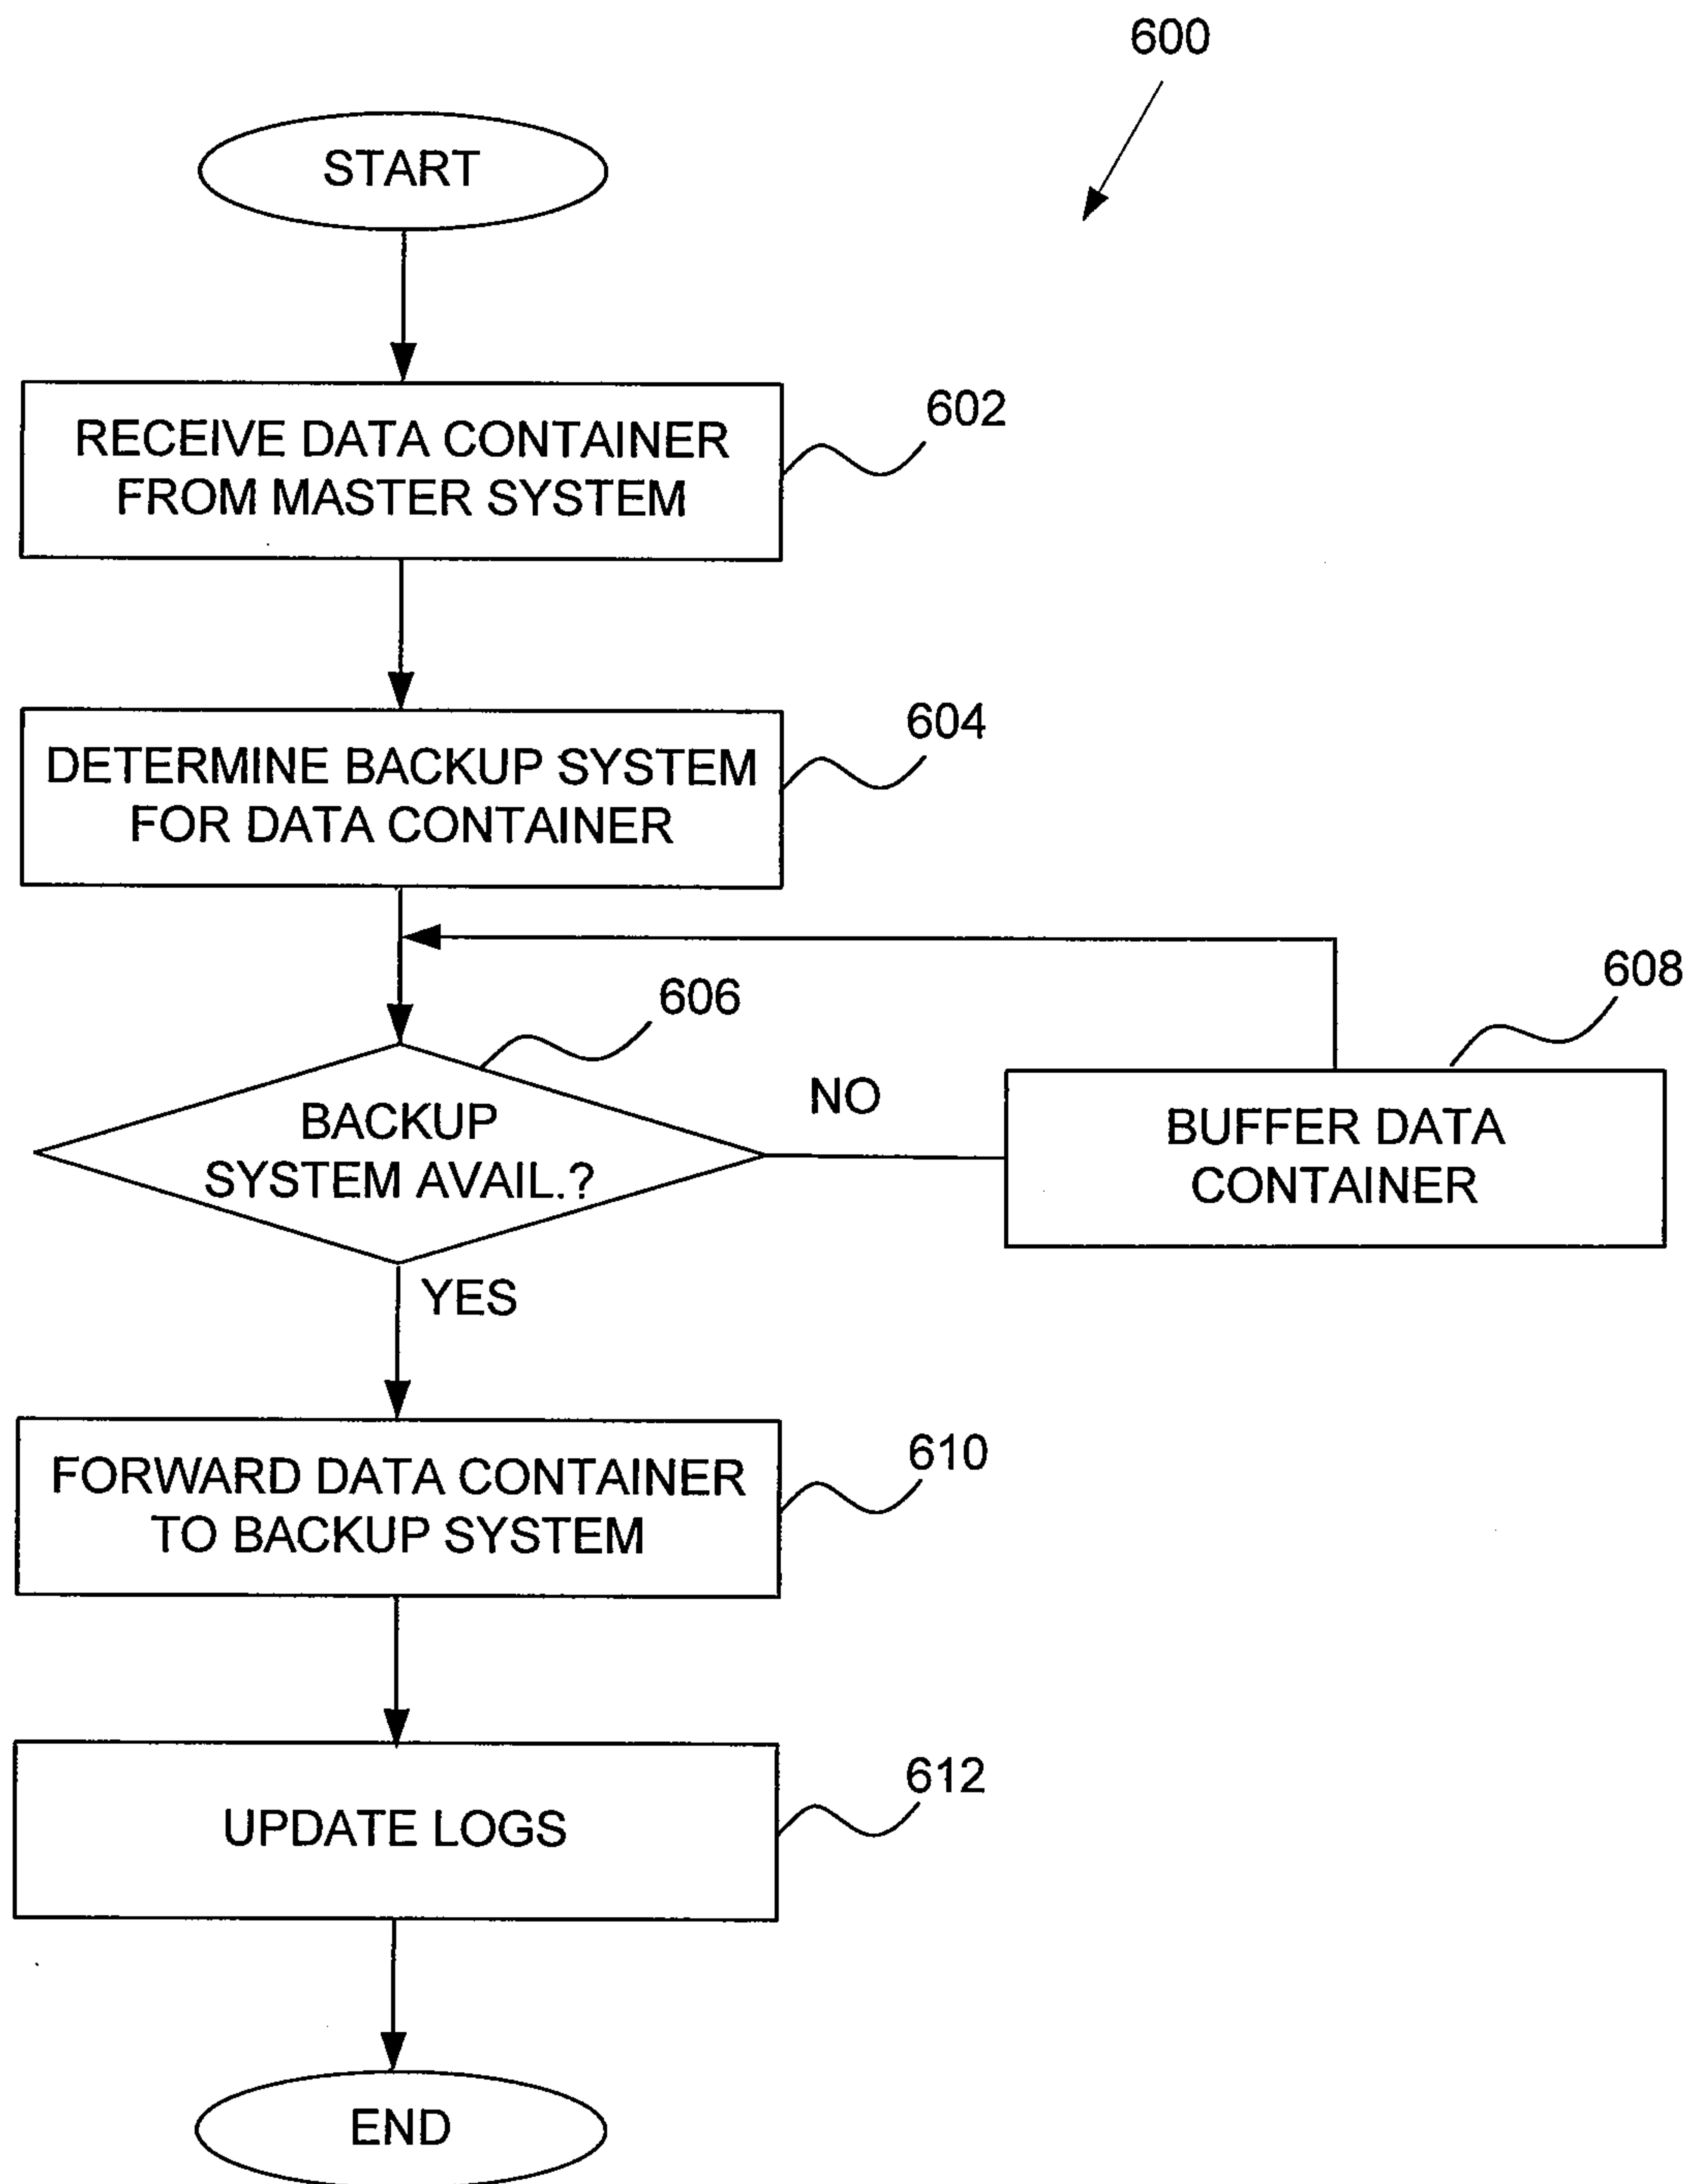 600
START
RECEIVE DATA CONTAINER
FROM MASTER SYSTEM
602
DETERMINE BACKUP SYSTEM
FOR DATA CONTAINER
604
606
BACKUP
SYSTEM AVAIL.?
NO
608
BUFFER DATA
CONTAINER
YES
FORWARD DATA CONTAINER
TO BACKUP SYSTEM
610
UPDATE LOGS
612
END